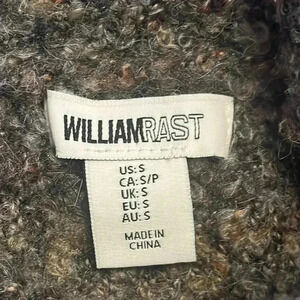 WILLIAMRAST
US: S
CA: S/P
UK: S
EU: S
AU: S
MADE IN
CHINA